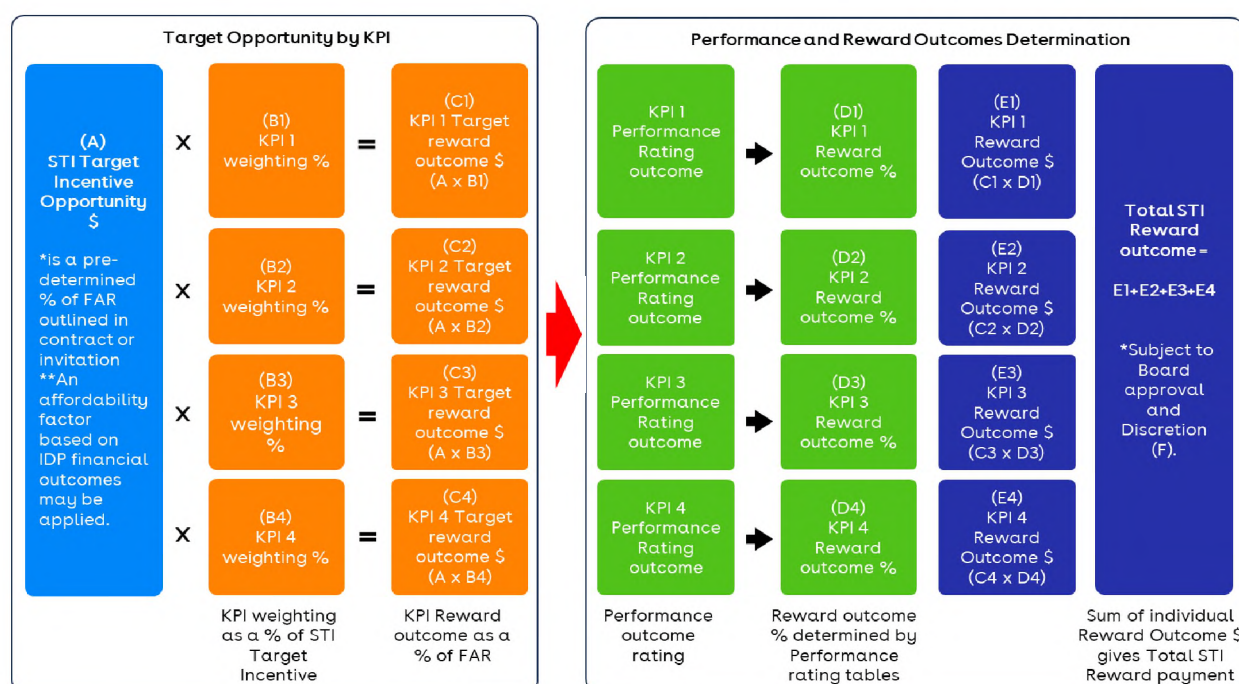 Target Opportunity by KPI
(A)
STI Target
Incentive
Opportunity
$
*is a pre-
determined
% of FAR
outlined in
contract or
invitation
**An
affordability
factor
based on
IDP financial
outcomes
may be
applied.
X
(B1)
KPI 1
weighting %
=
(C1)
KPI 1 Target
reward
outcome $
(A x B1)
X
(B2)
KPI 2
weighting %
=
(C2)
KPI 2 Target
reward
outcome $
(A x B2)
X
(B3)
KPI 3
weighting
%
=
(C3)
KPI 3 Target
reward
outcome $
(A x B3)
X
(B4)
KPI 4
weighting %
=
(C4)
KPI 4 Target
reward
outcome $
(A x B4)
KPI weighting
as a % of STI
Target
Incentive
KPI Reward
outcome as a
% of FAR
Performance and Reward Outcomes Determination
KPI 1
Performance
Rating
outcome
(D1)
KPI 1
Reward
outcome %
(E1)
KPI 1
Reward
Outcome $
(C1 x D1)
KPI 2
Performance
Rating
outcome
(D2)
KPI 2
Reward
outcome %
(E2)
KPI 2
Reward
Outcome $
(C2 x D2)
KPI 3
Performance
Rating
outcome
(D3)
KPI 3
Reward
outcome %
(E3)
KPI 3
Reward
Outcome $
(C3 x D3)
KPI 4
Performance
Rating
outcome
(D4)
KPI 4
Reward
outcome %
(E4)
KPI 4
Reward
Outcome $
(C4 x D4)
Total STI
Reward
outcome =
E1+E2+E3+E4
*Subject to
Board
approval
and
Discretion
(F).
Performance
outcome
rating
Reward outcome
% determined by
Performance
rating tables
Sum of individual
Reward Outcome $
gives Total STI
Reward payment